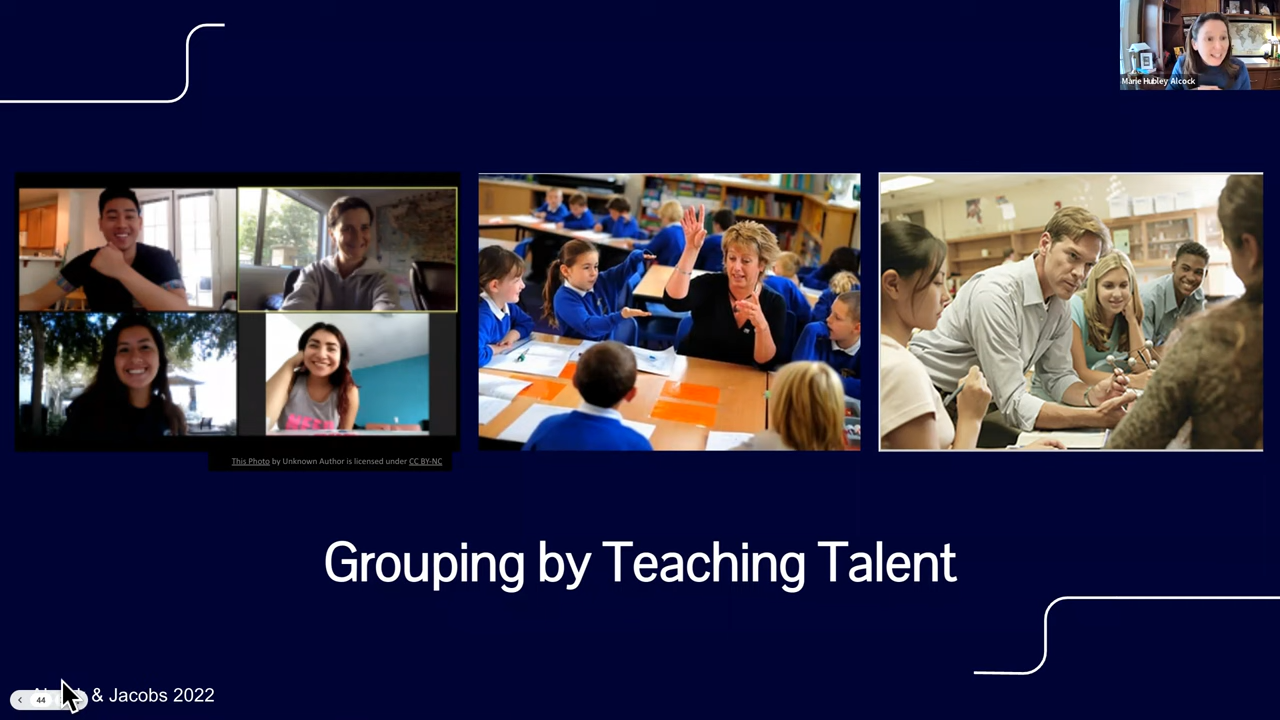 Marie Hubley Alcock
This Photo by Unknown Author is licensed under CC BY-NC
Grouping by Teaching Talent
& Jacobs 2022
44